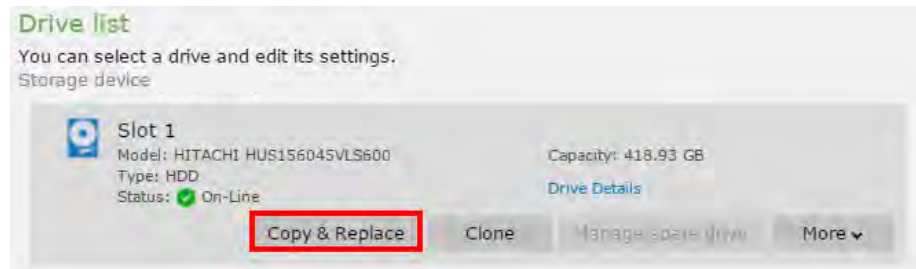 Drive list
You can select a drive and edit its settings.
Storage device
Slot 1
Model: HITACHI HUS156045VLS600
Capacity: 418.93 GB
Type: HDD
Drive Details
Status: On-Line
Copy & Replace
Clone
Manage spare drive
More